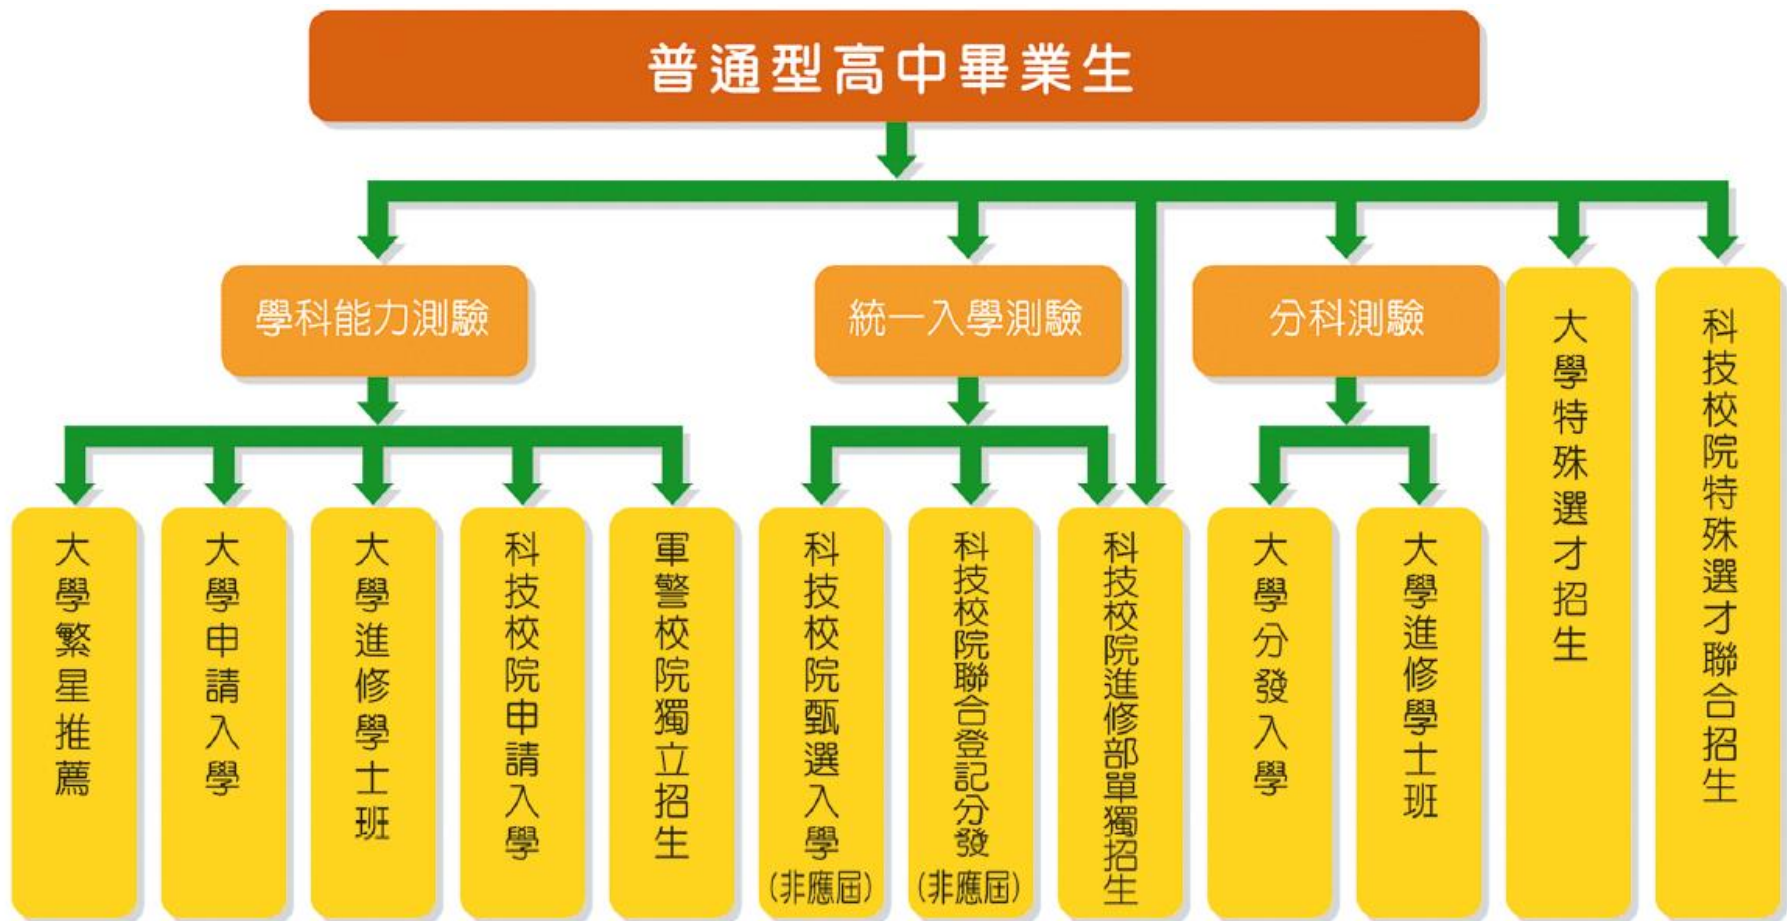 普通型高中畢業生
學科能力測驗
統一入學測驗
分科測驗
大學特殊選才招生
科技校院特殊選才聯合招生
大學繁星推薦
大學申請入學
大學進修學士班
科技校院申請入學
軍警校院獨立招生
科技校院甄選入學
(非應屆)
科技校院聯合登記分發
(非應屆)
科技校院進修部單獨招生
大學分發入學
大學進修學士班